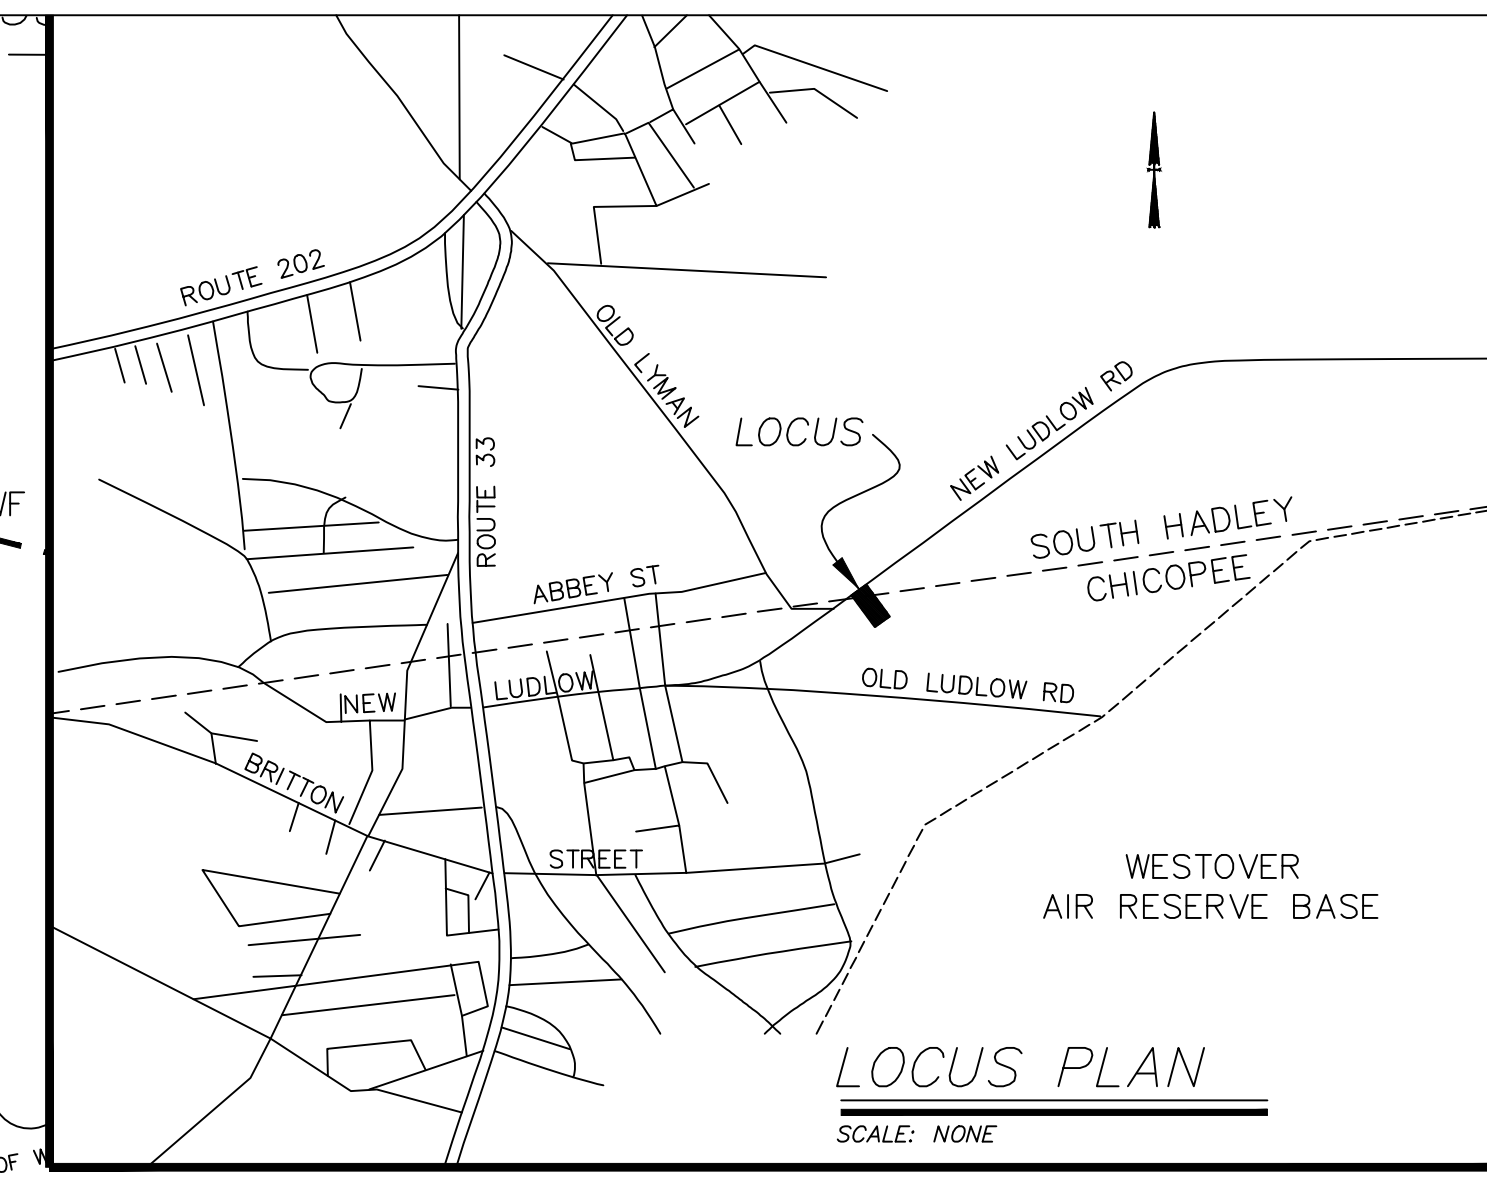 ROUTE 202
OLD LYMAN
NEW LUDLOW RD
LOCUS
ROUTE 33
SOUTH HADLEY
CHICOPEE
ABBEY ST
NEW LUDLOW
OLD LUDLOW RD
BRITTON STREET
WESTOVER
AIR RESERVE BASE
LOCUS PLAN
SCALE: NONE
OF